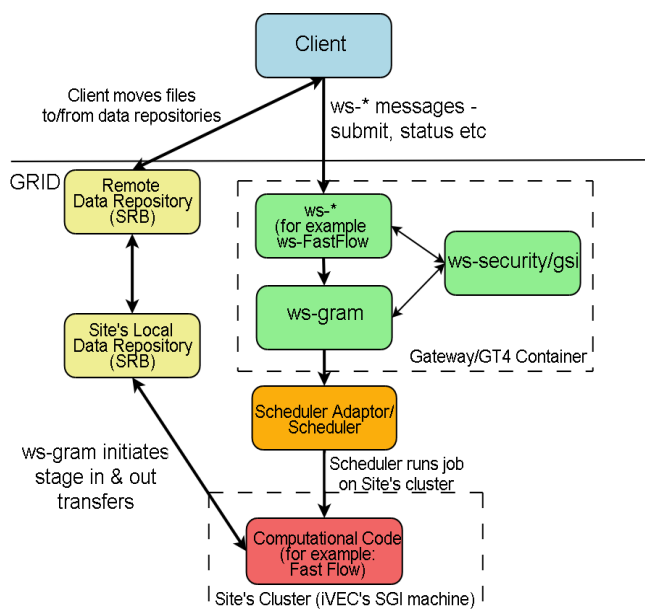 Client
Client moves files
to/from data repositories
ws-* messages -
submit, status etc
GRID
Remote
Data Repository
(SRB)
ws-*
(for example
ws-FastFlow
ws-security/gsi
ws-gram
Site's Local
Data Repository
(SRB)
Gateway/GT4 Container
Scheduler Adaptor/
Scheduler
ws-gram initiates
stage in & out
transfers
Scheduler runs job
on Site's cluster
Computational Code
(for example:
Fast Flow)
Site's Cluster (iVEC's SGI machine)